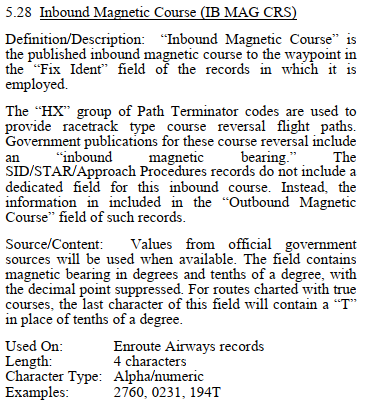 5.28 Inbound Magnetic Course (IB MAG CRS)
Definition/Description: “Inbound Magnetic Course” is
the published inbound magnetic course to the waypoint in
the “Fix Ident” field of the records in which it is
employed.
The “HX” group of Path Terminator codes are used to
provide racetrack type course reversal flight paths.
Government publications for these course reversal include
an “inbound magnetic bearing.” The
SID/STAR/Approach Procedures records do not include a
dedicated field for this inbound course. Instead, the
information in included in the “Outbound Magnetic
Course” field of such records.
Source/Content: Values from official government
sources will be used when available. The field contains
magnetic bearing in degrees and tenths of a degree, with
the decimal point suppressed. For routes charted with true
courses, the last character of this field will contain a “T”
in place of tenths of a degree.
Used On: Enroute Airways records
Length: 4 characters
Character Type: Alpha/numeric
Examples: 2760, 0231, 194T